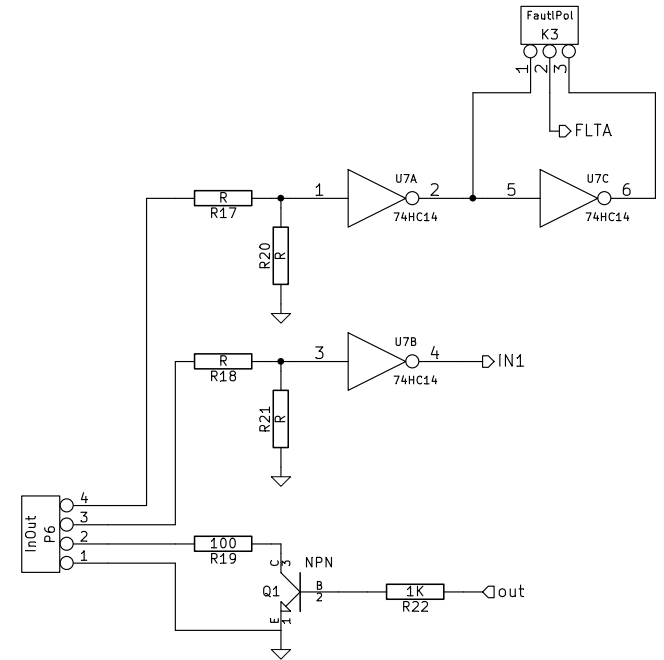 FautlPol
K3
1 2 3
FLTA
U7A
U7C
R
1
2
5
6
R17
74HC14
74HC14
R20
R
U7B
R
3
4
IN1
R18
74HC14
R21
R
InOut
P6
4
3
2
1
100
R19
C
3
NPN
Q1
B
2
1K
out
R22
E
1